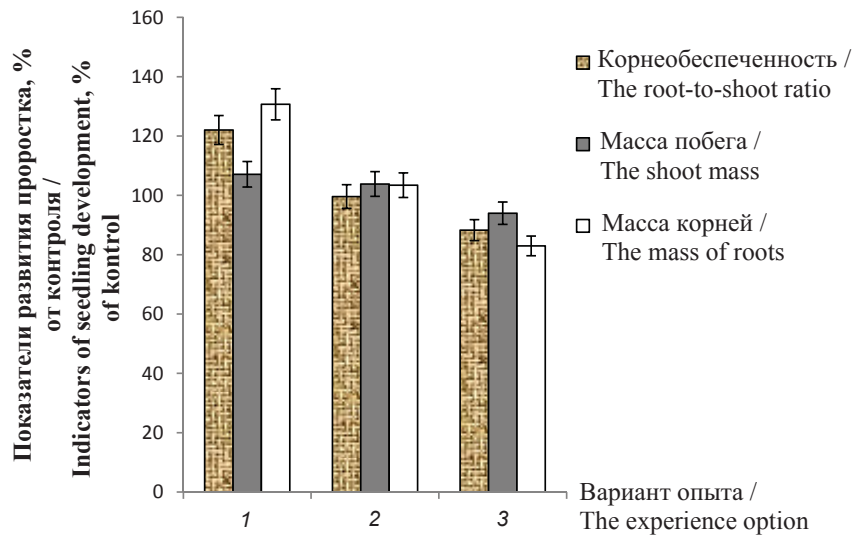 Показатели развития проростка, %
от контроля /
Indicators of seedling development, %
of kontrol
160
140
120
100
80
60
40
20
0
1
2
3
Вариант опыта /
The experience option
Корнеобеспеченность /
The root-to-shoot ratio
Масса побега /
The shoot mass
Масса корней /
The mass of roots